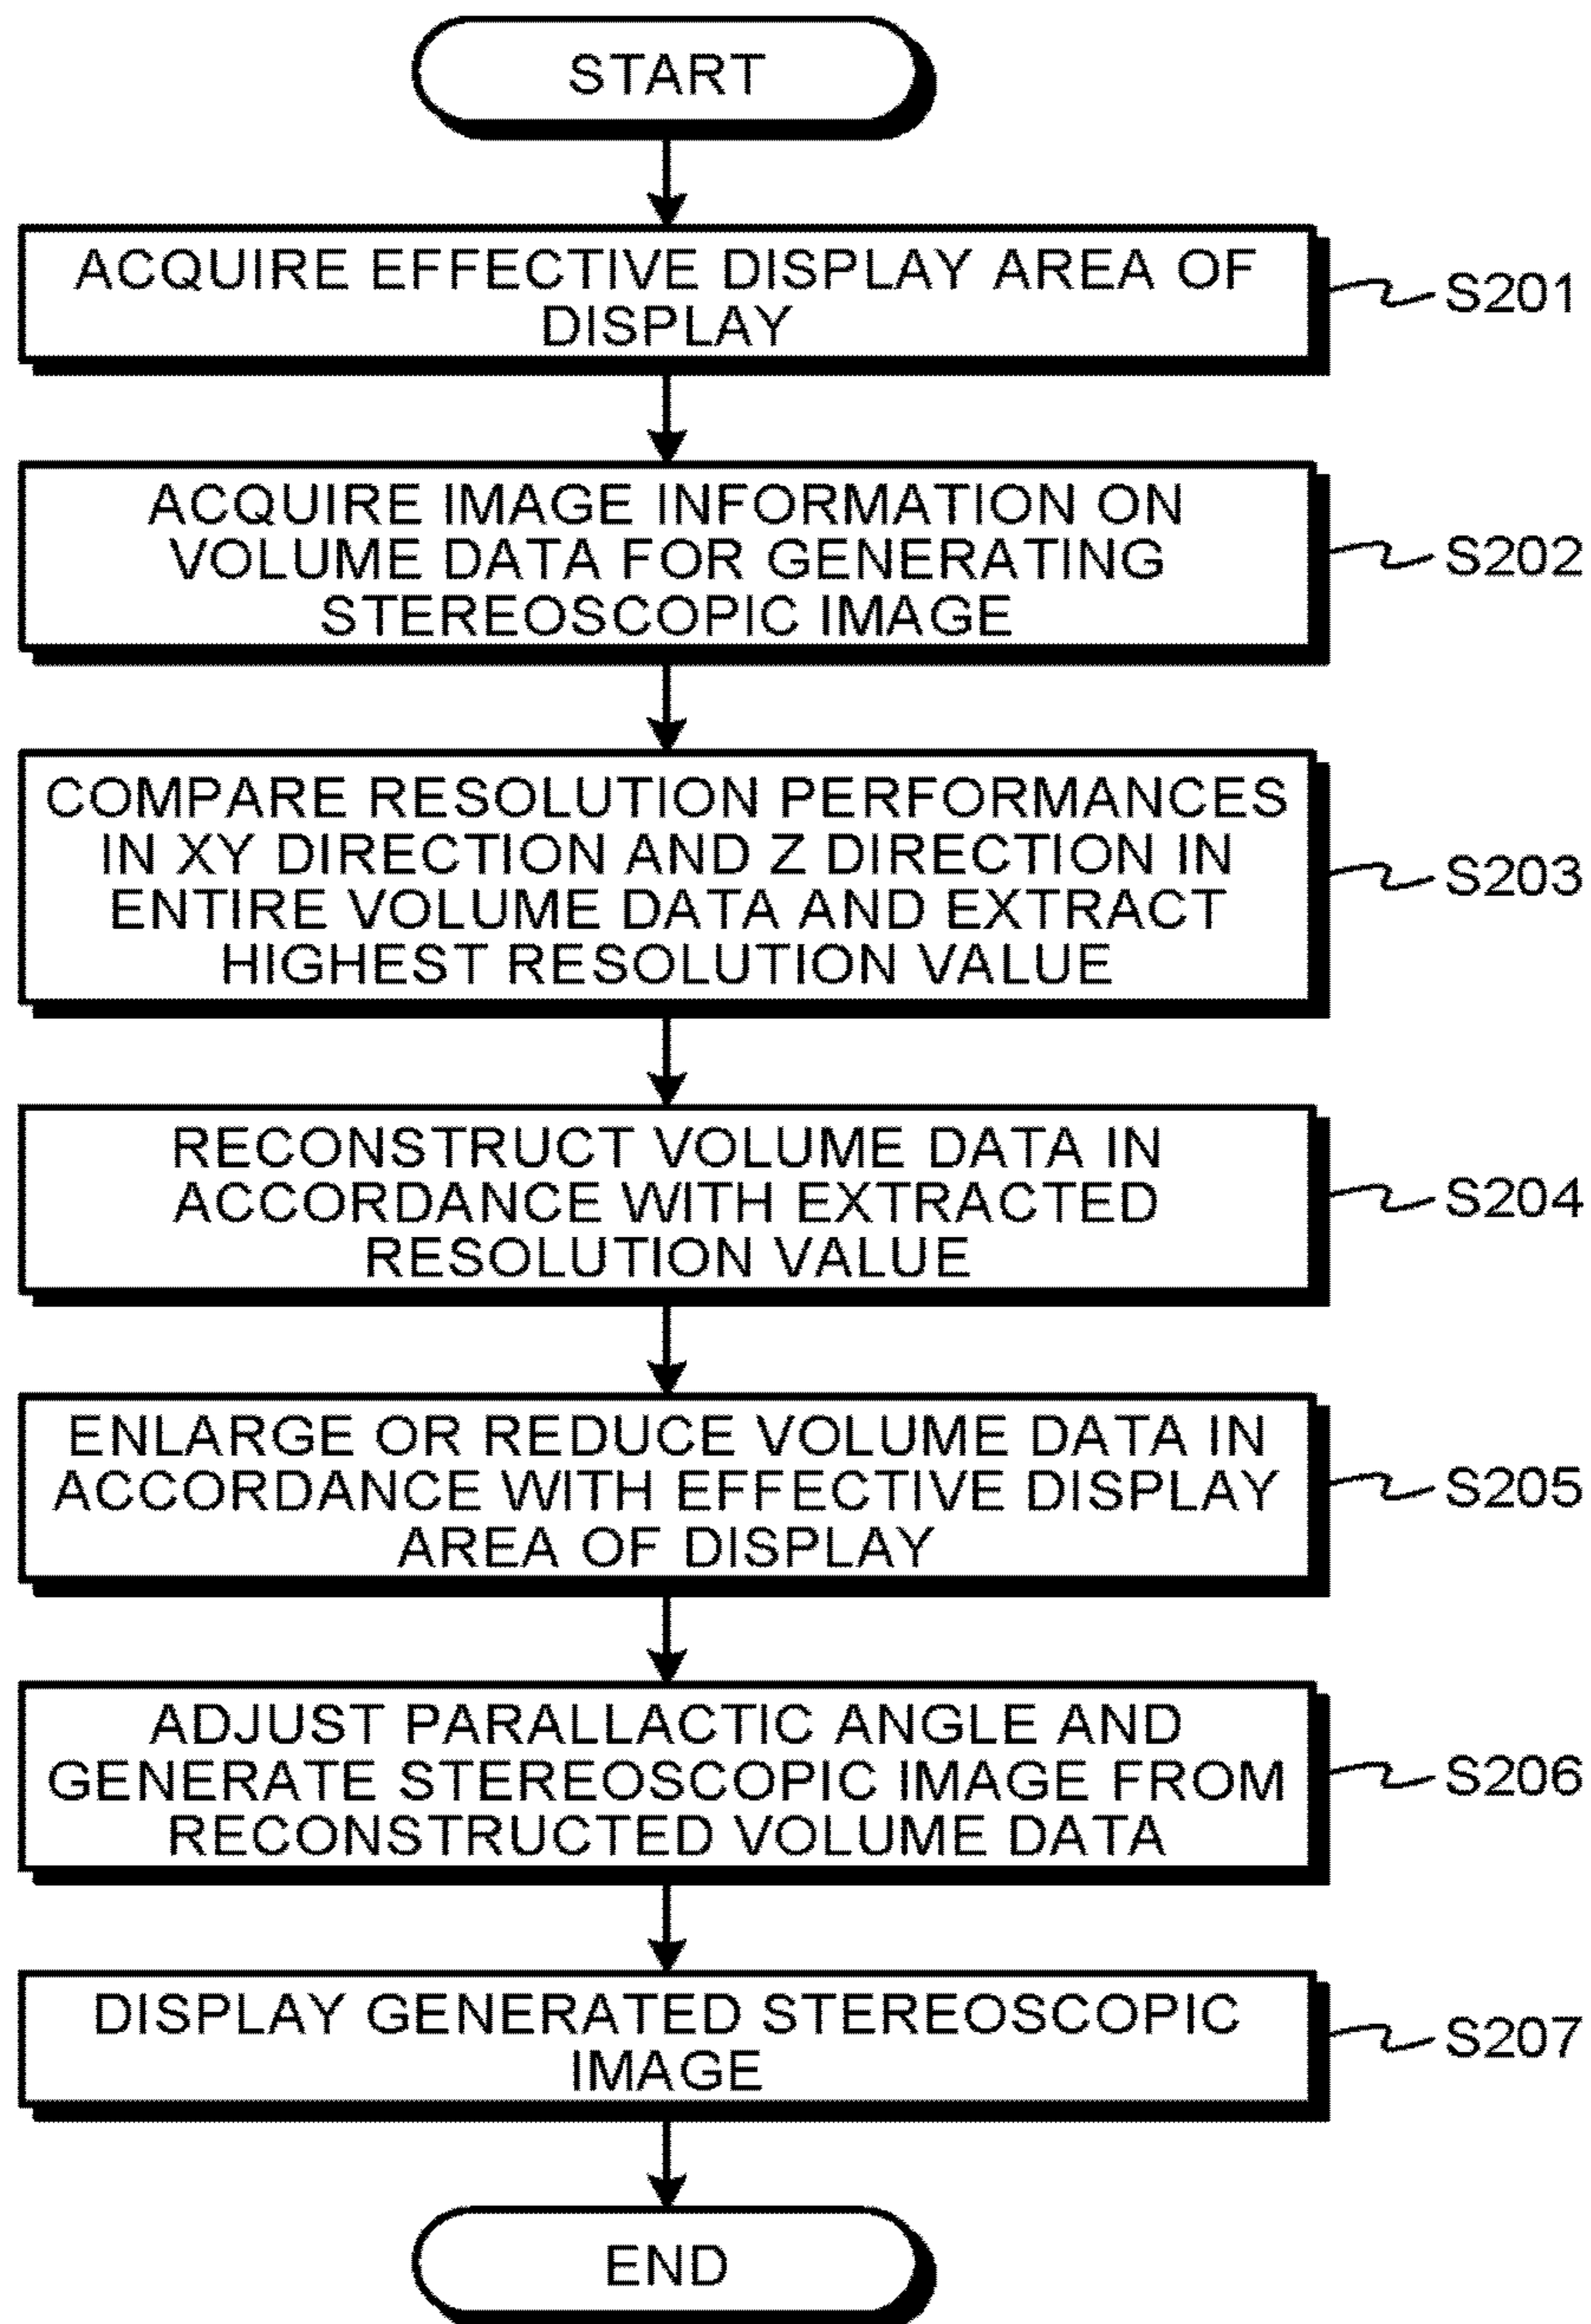 START
ACQUIRE EFFECTIVE DISPLAY AREA OF
DISPLAY
S201
ACQUIRE IMAGE INFORMATION ON
VOLUME DATA FOR GENERATING
STEREOSCOPIC IMAGE
S202
COMPARE RESOLUTION PERFORMANCES
IN XY DIRECTION AND Z DIRECTION IN
ENTIRE VOLUME DATA AND EXTRACT
HIGHEST RESOLUTION VALUE
S203
RECONSTRUCT VOLUME DATA IN
ACCORDANCE WITH EXTRACTED
RESOLUTION VALUE
S204
ENLARGE OR REDUCE VOLUME DATA IN
ACCORDANCE WITH EFFECTIVE DISPLAY
AREA OF DISPLAY
S205
ADJUST PARALLACTIC ANGLE AND
GENERATE STEREOSCOPIC IMAGE FROM
RECONSTRUCTED VOLUME DATA
S206
DISPLAY GENERATED STEREOSCOPIC
IMAGE
S207
END